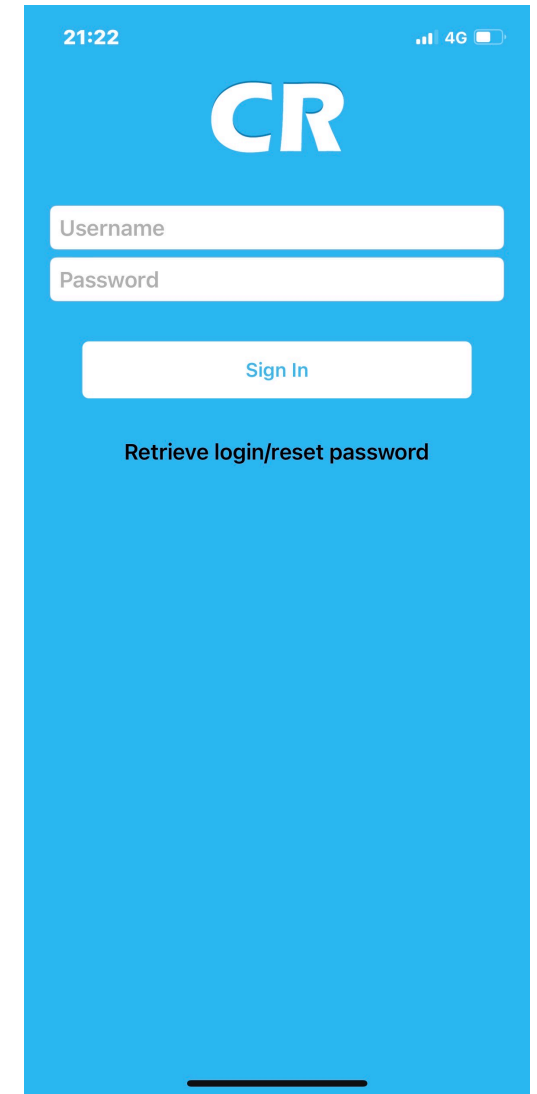 21:22 4G
CR
Username
Password
Sign In
Retrieve login/reset password